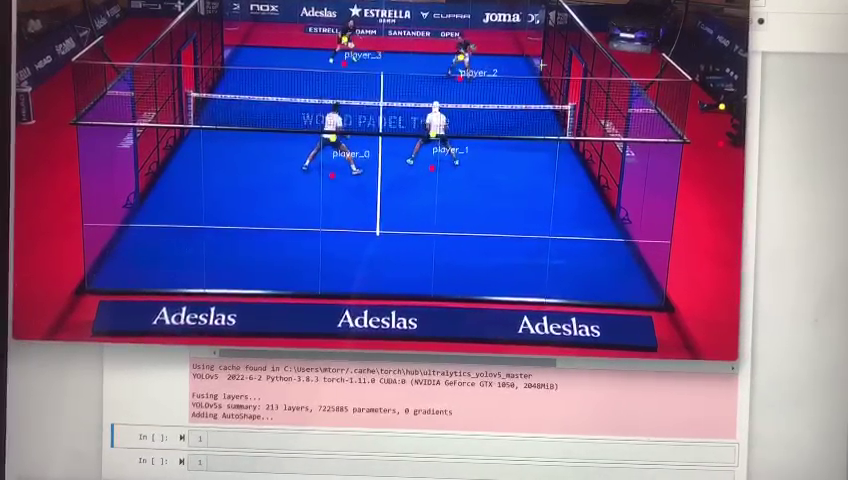 Adeslas
nox
Adeslas
ESTRELLA
DAMM
CUPRA
Joma
ESTRELLA DAMM SANTANDER OPEN
HEAD
HEAD
player_3
player_2
WORLD PADEL TOUR
player_0
player_1
Adeslas
Adeslas
Adeslas
Using cache found in C:\Users\mtorr/.cache\torch\hub\ultralytics_yolov5_master
YOLOv5 2022-6-2 Python-3.8.3 torch-1.11.0 CUDA:0 (NVIDIA GeForce GTX 1050, 2048MiB)
Fusing layers...
YOLOv5s summary: 213 layers, 7225885 parameters, 0 gradients
Adding AutoShape...
In [ ]:
1
In [ ]:
1